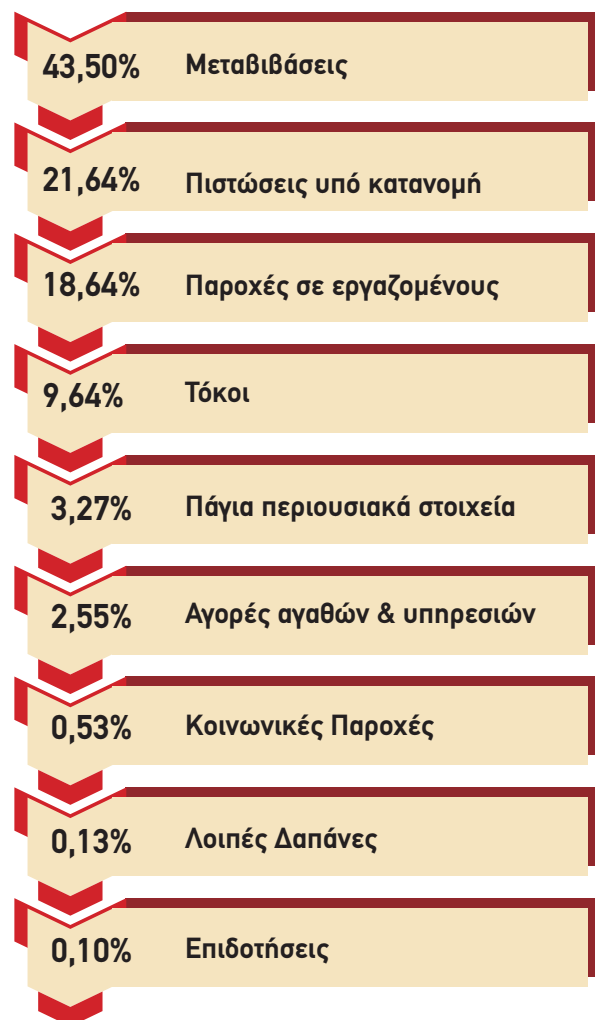 43,50% Μεταβιβάσεις
21,64% Πιστώσεις υπό κατανομή
18,64% Παροχές σε εργαζομένους
9,64% Τόκοι
3,27% Πάγια περιουσιακά στοιχεία
2,55% Αγορές αγαθών & υπηρεσιών
0,53% Κοινωνικές Παροχές
0,13% Λοιπές Δαπάνες
0,10% Επιδοτήσεις